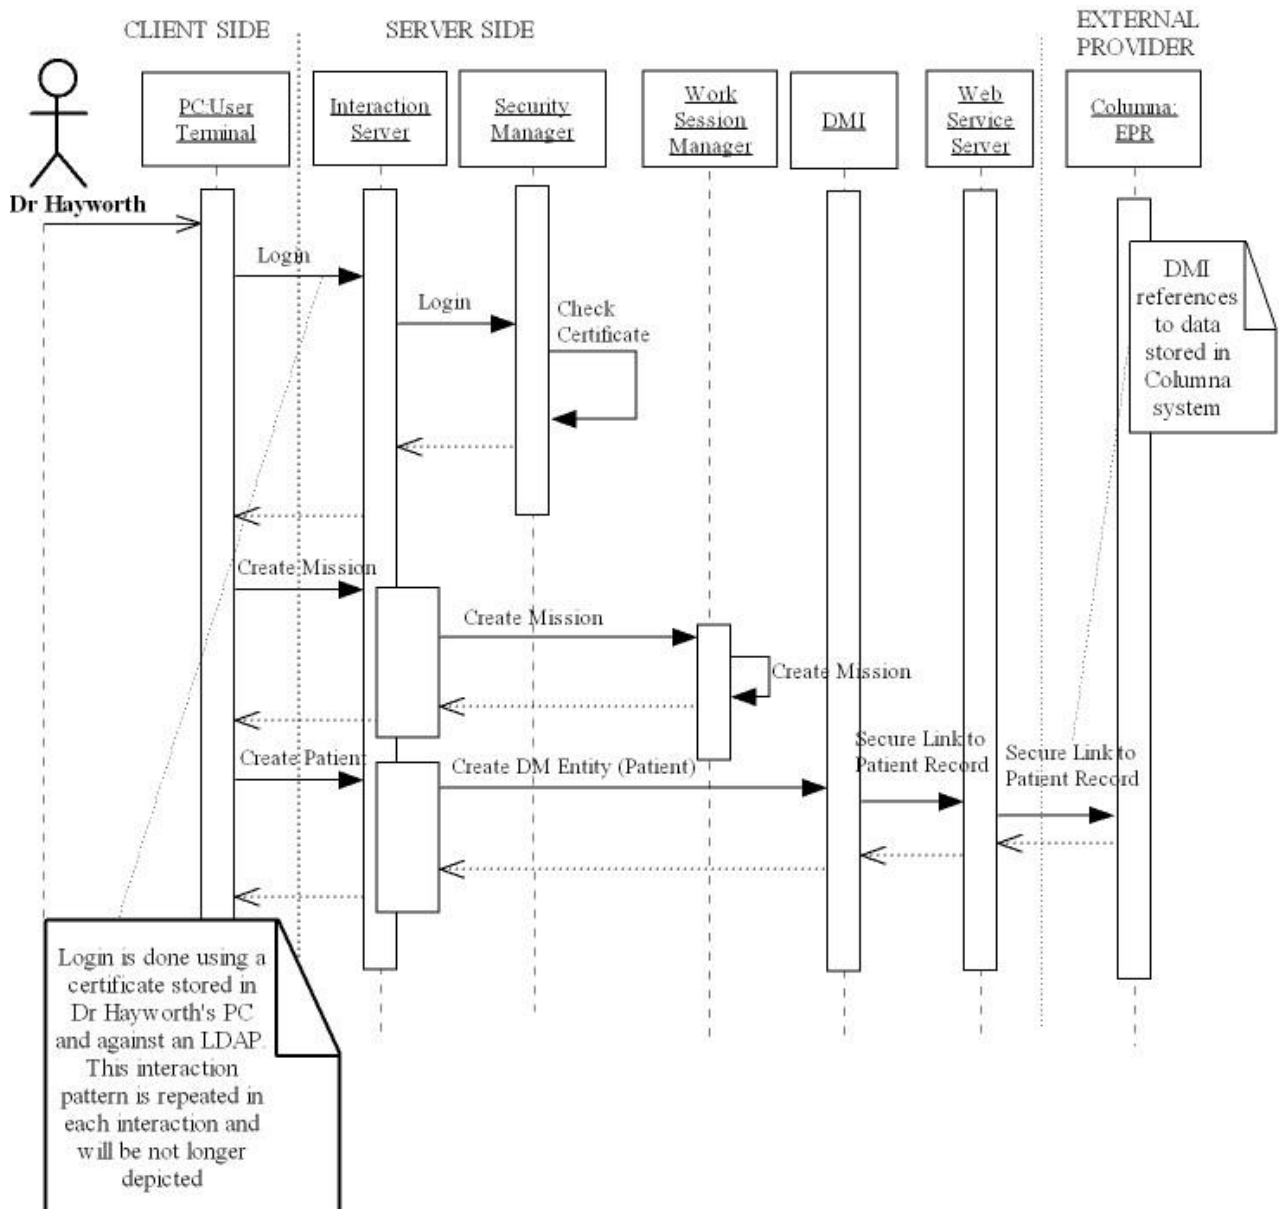 CLIENT SIDE
SERVER SIDE
EXTERNAL
PROVIDER
PC:User
Terminal
Interaction
Server
Security
Manager
Work
Session
Manager
DMI
Web
Service
Server
Columna:
EPR
Dr Hayworth
Login
Login
Check
Certificate
DMI
references
to data
stored in
Columna
system
Create Mission
Create Mission
Create Mission
Create Patient
Create DM Entity (Patient)
Secure Link to
Patient Record
Secure Link to
Patient Record
Login is done using a
certificate stored in
Dr Hayworth's PC
and against an LDAP.
This interaction
pattern is repeated in
each interaction and
will be not longer
depicted